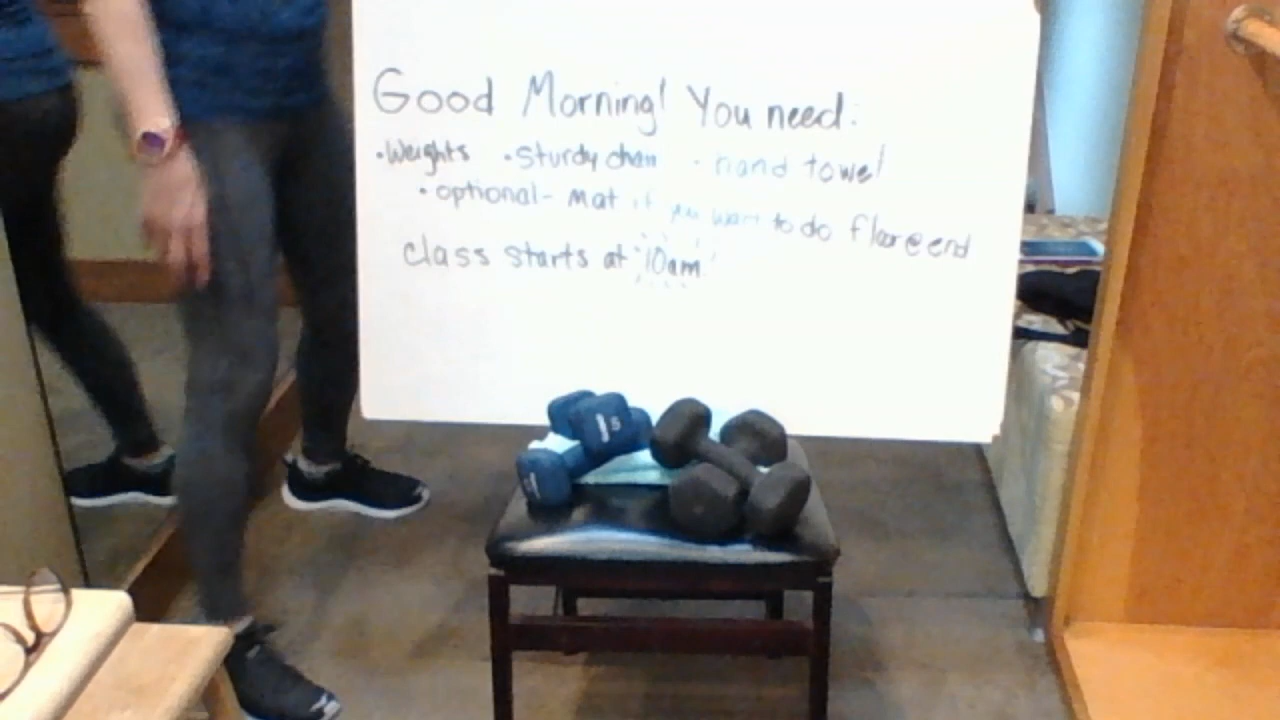 Good Morning! You need:
• Weights • Sturdy chair • hand towel
• optional - Mat if you want to do floor @ end
class starts at 10am!